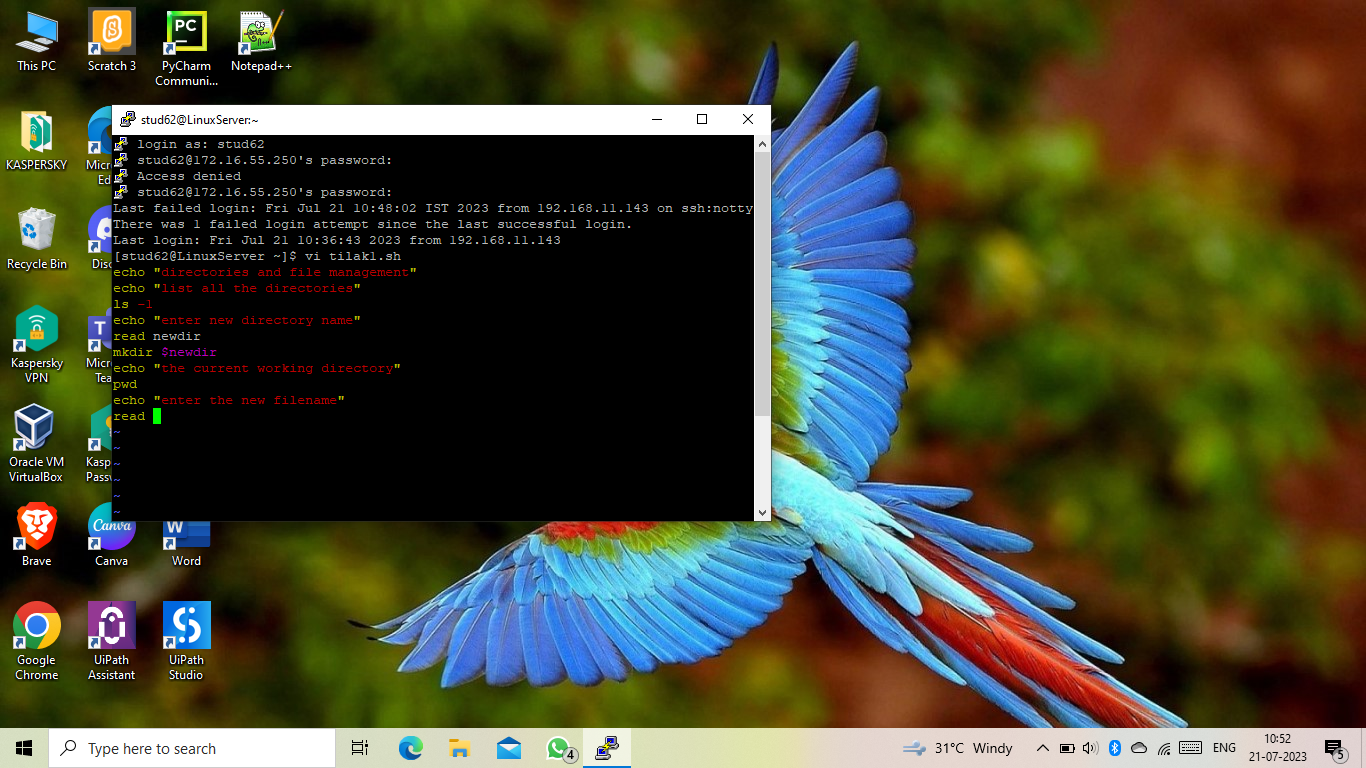 This PC
Scratch 3
PyCharm
Communi...
Notepad++
PC
KASPERSKY
Recycle Bin
Disc
Kaspersky
VPN
Oracle VM
VirtualBox
Brave
Canva
Canva
W
Word
Google
Chrome
UiPath
Assistant
UiPath
Studio
stud62@LinuxServer:~
login as: stud62
stud62@172.16.55.250's password:
Access denied
stud62@172.16.55.250's password:
Last failed login: Fri Jul 21 10:48:02 IST 2023 from 192.168.11.143 on ssh:notty
There was 1 failed login attempt since the last successful login.
Last login: Fri Jul 21 10:36:43 2023 from 192.168.11.143
[stud62@LinuxServer ~]$ vi tilak1.sh
echo "directories and file management"
echo "list all the directories"
ls -l
echo "enter new directory name"
read newdir
mkdir $newdir
echo "the current working directory"
pwd
echo "enter the new filename"
read
~
~
~
~
~
~
Type here to search
4
31°C Windy
ENG
10:52
21-07-2023
5